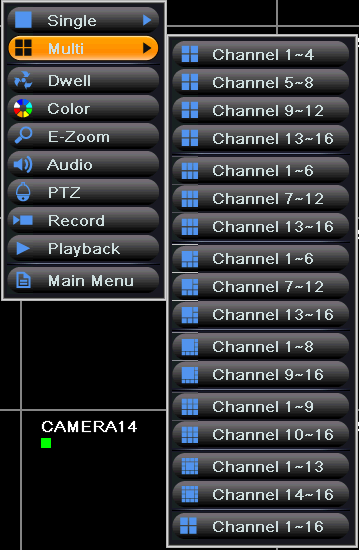 Single
Multi
Dwell
Color
E-Zoom
Audio
PTZ
Record
Playback
Main Menu
Channel 1~4
Channel 5~8
Channel 9~12
Channel 13~16
Channel 1~6
Channel 7~12
Channel 13~16
Channel 1~6
Channel 7~12
Channel 13~16
Channel 1~8
Channel 9~16
Channel 1~9
Channel 10~16
Channel 1~13
Channel 14~16
Channel 1~16
CAMERA14